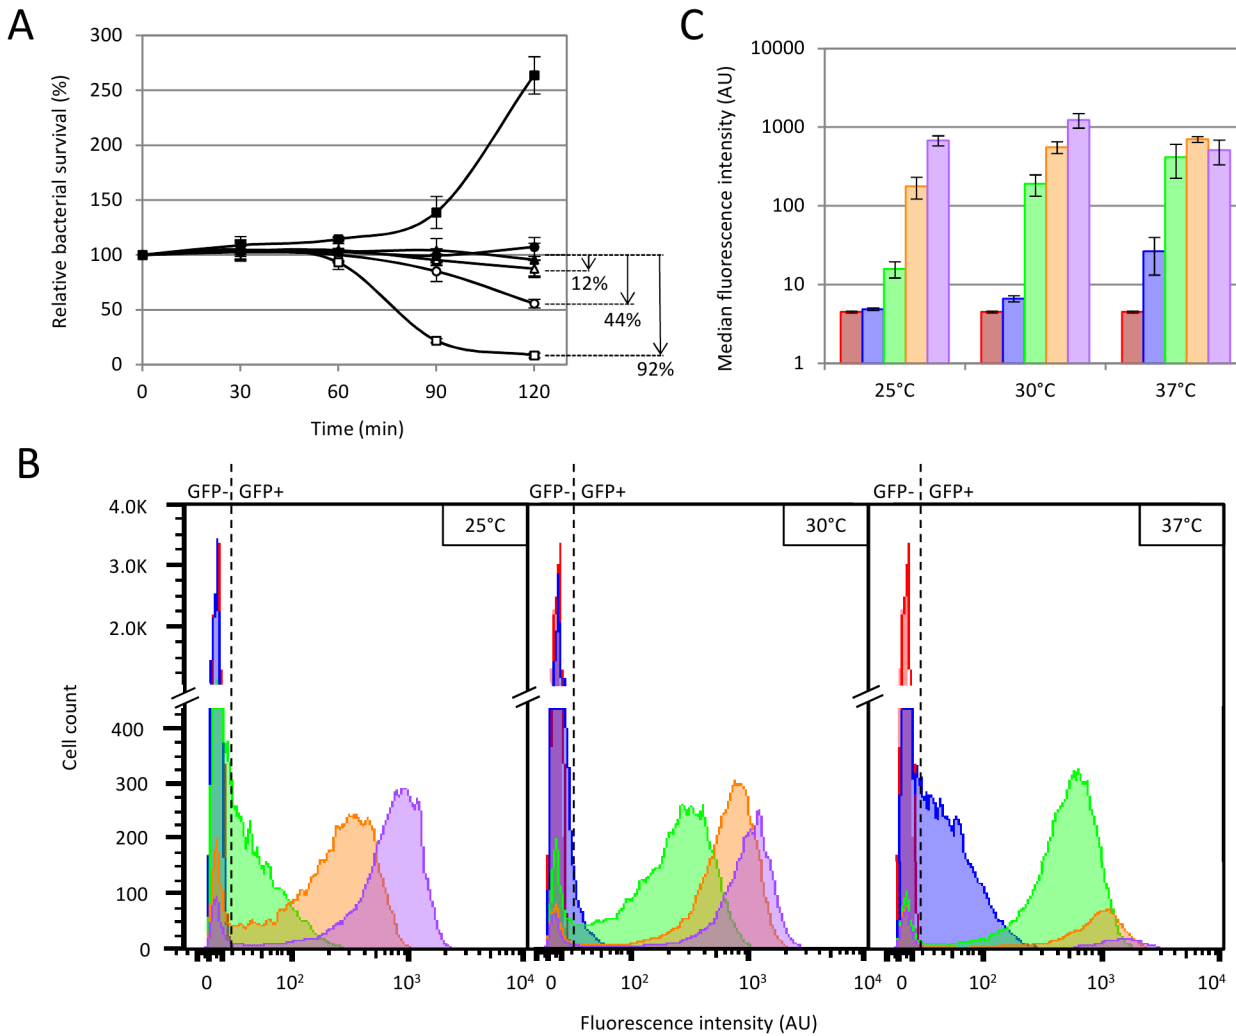 A
300
250
200
150
100
50
0
0 30 60 90 120
Relative bacterial survival (%)
Time (min)
12%
44%
92%
C
10000
1000
100
10
1
Median fluorescence intensity (AU)
25°C 30°C 37°C
B
GFP- GFP+ GFP- GFP+ GFP- GFP+
25°C 30°C 37°C
4.0K
3.0K
2.0K
400
300
200
100
0
Cell count
0 10² 10³ 10⁴ 0 10² 10³ 10⁴ 0 10² 10³ 10⁴
Fluorescence intensity (AU)